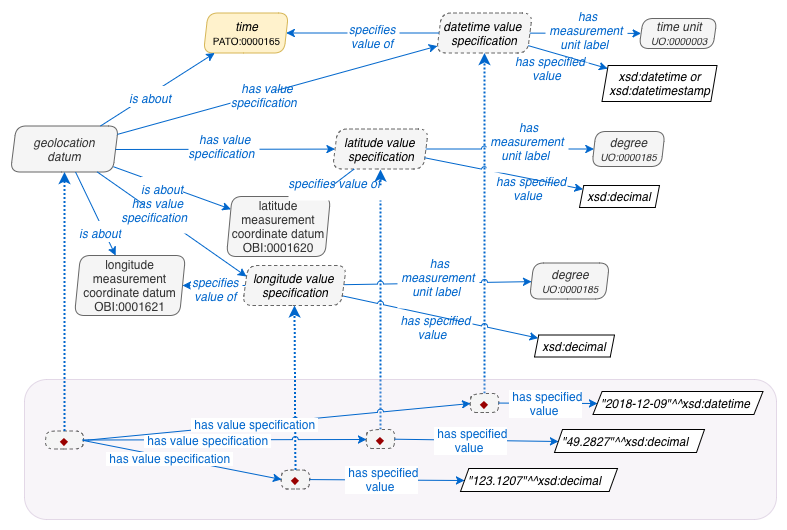 time
PATO:0000165
specifies
value of
datetime value
specification
has
measurement
unit label
time unit
UO:0000003
has specified
value
xsd:datetime or
xsd:datetimestamp
is about
has value
specification
geolocation
datum
has value
specification
latitude value
specification
has
measurement
unit label
degree
UO:0000185
has specified
value
xsd:decimal
specifies value of
is about
has value
specification
latitude
measurement
coordinate datum
OBI:0001620
is about
longitude
measurement
coordinate datum
OBI:0001621
specifies
value of
longitude value
specification
has
measurement
unit label
degree
UO:0000185
has specified
value
xsd:decimal
has specified
value
"2018-12-09"^^xsd:datetime
has value specification
has value specification
has specified
value
"49.2827"^^xsd:decimal
has value specification
has specified
value
"123.1207"^^xsd:decimal